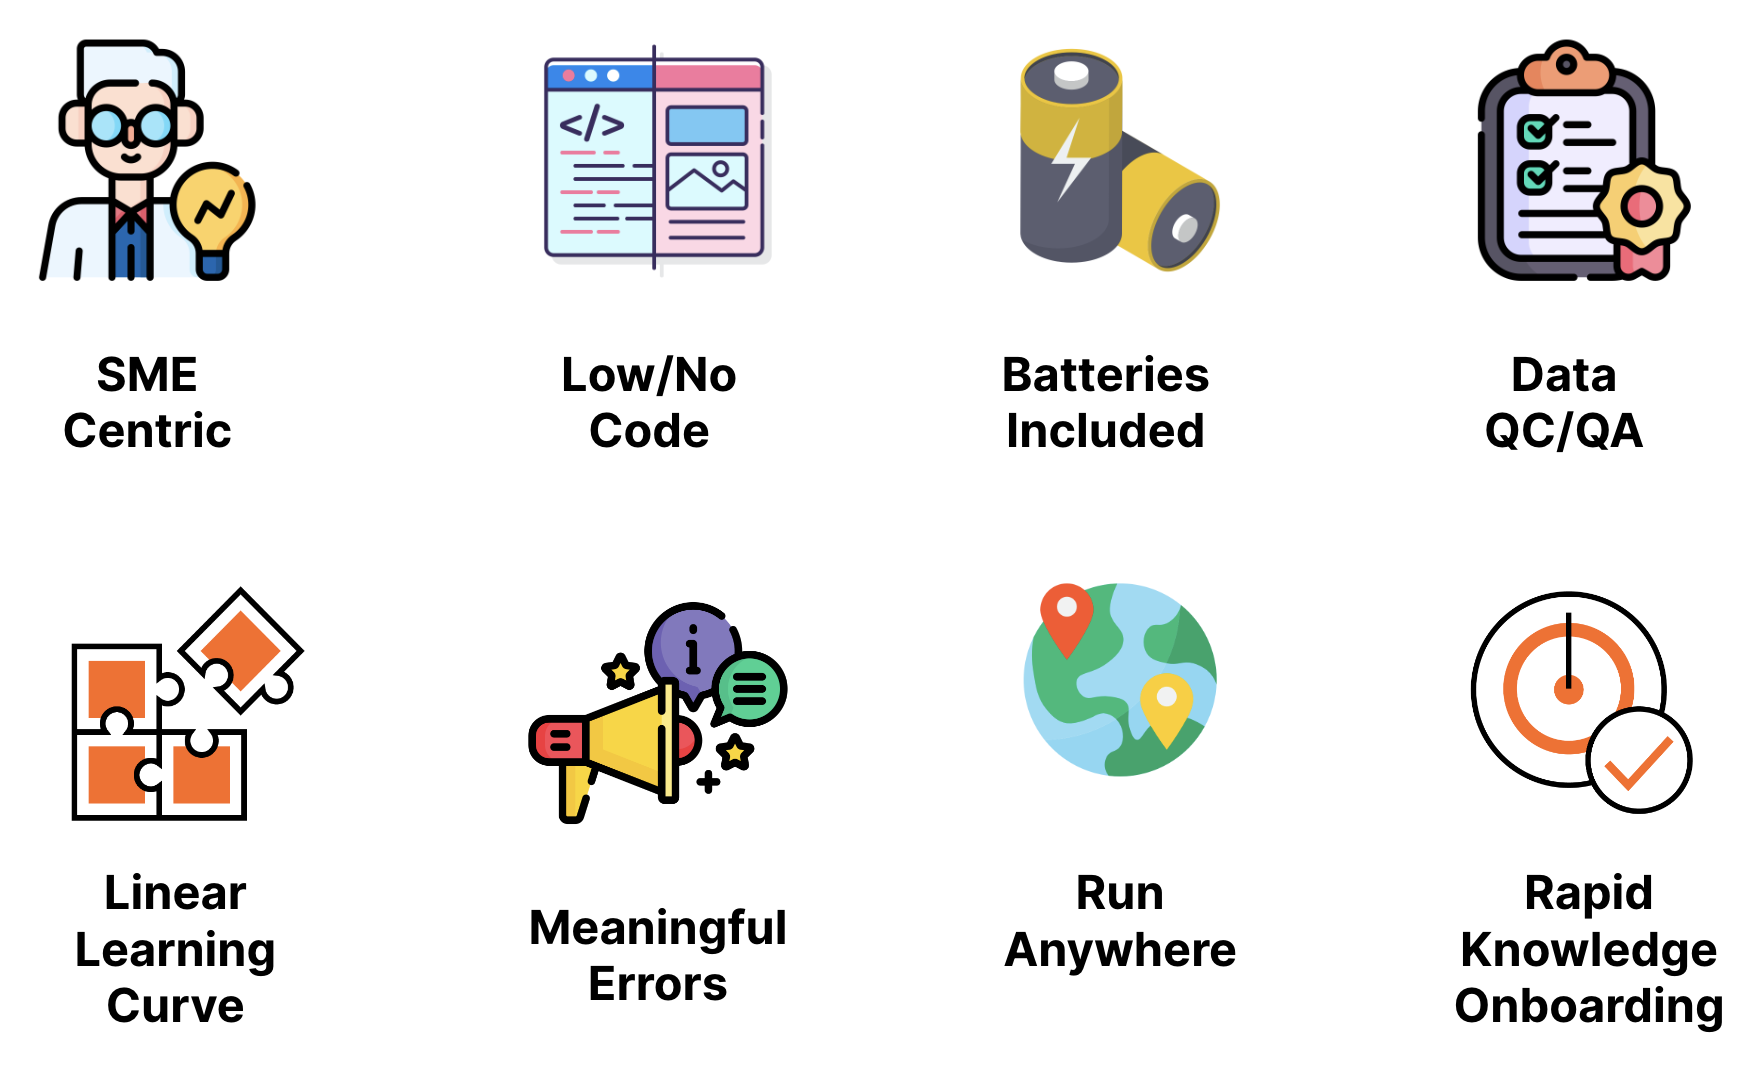 </>
SME
Centric
Low/No
Code
Batteries
Included
Data
QC/QA
i
Linear
Learning
Curve
Meaningful
Errors
Run
Anywhere
Rapid
Knowledge
Onboarding